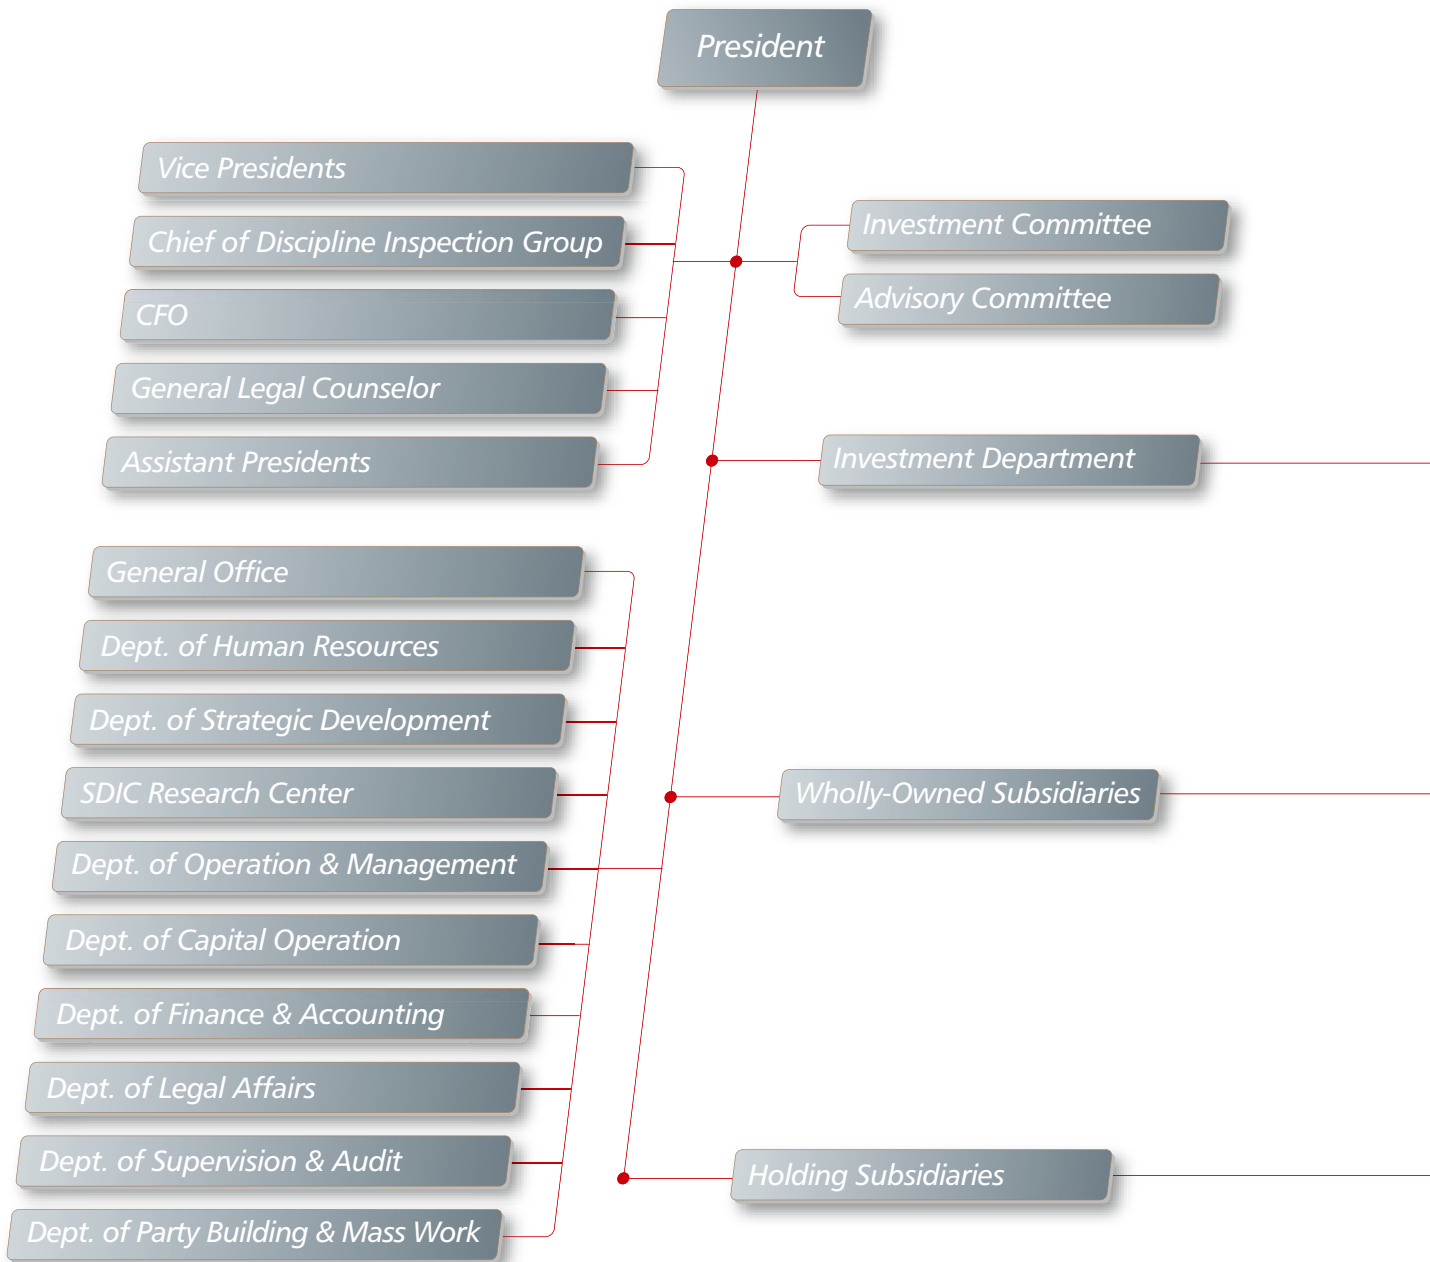 President
Vice Presidents
Chief of Discipline Inspection Group
CFO
General Legal Counselor
Assistant Presidents
Investment Committee
Advisory Committee
Investment Department
General Office
Dept. of Human Resources
Dept. of Strategic Development
SDIC Research Center
Dept. of Operation & Management
Dept. of Capital Operation
Dept. of Finance & Accounting
Dept. of Legal Affairs
Dept. of Supervision & Audit
Dept. of Party Building & Mass Work
Wholly-Owned Subsidiaries
Holding Subsidiaries